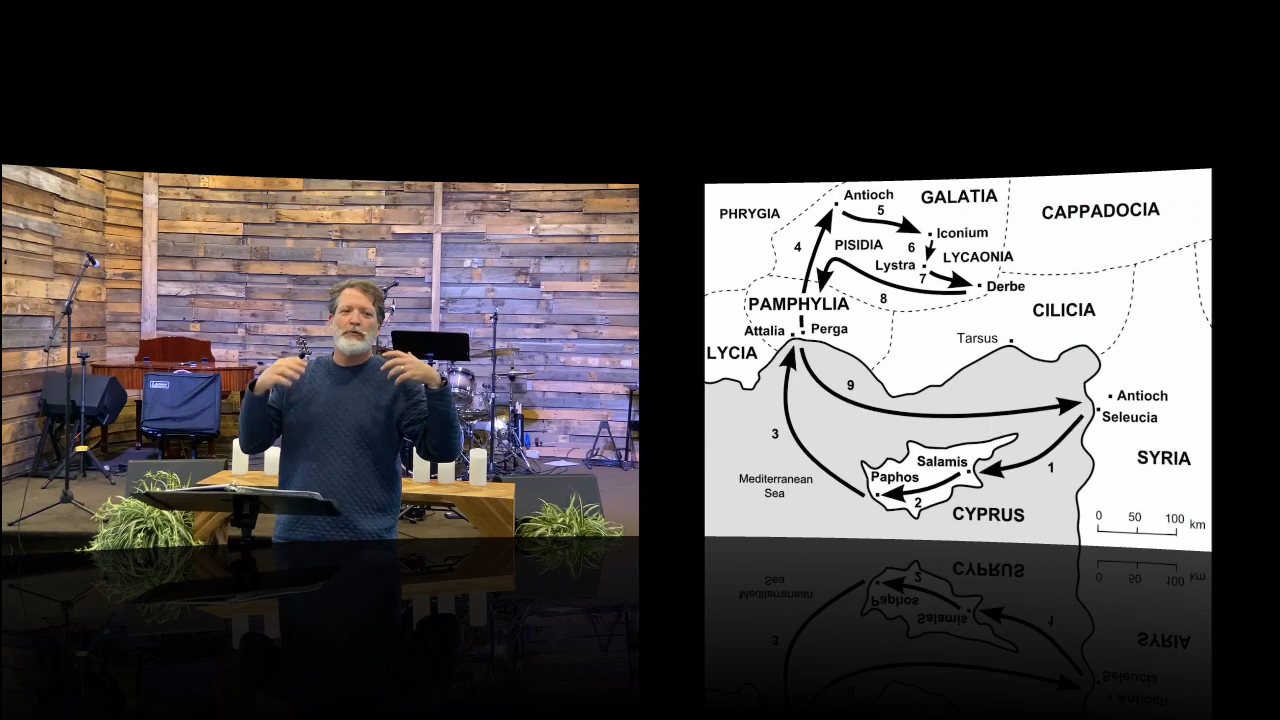 Antioch
GALATIA
PHRYGIA
5
CAPPADOCIA
4
PISIDIA
6
Iconium
LYCAONIA
Lystra
7
Derbe
8
PAMPHYLIA
CILICIA
Attalia
Perga
Tarsus
LYCIA
9
Antioch
Seleucia
3
Salamis
1
SYRIA
Paphos
Mediterranean
Sea
2
CYPRUS
0 50 100 km